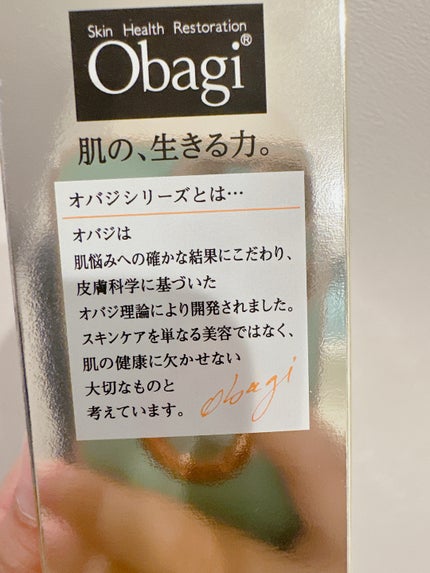 Skin Health Restoration
Obagi®
肌の、生きる力。
オバジシリーズとは…
オバジは
肌悩みへの確かな結果にこだわり、
皮膚科学に基づいた
オバジ理論により開発されました。
スキンケアを単なる美容ではなく、
肌の健康に欠かせない
大切なものと
考えています。
Obagi